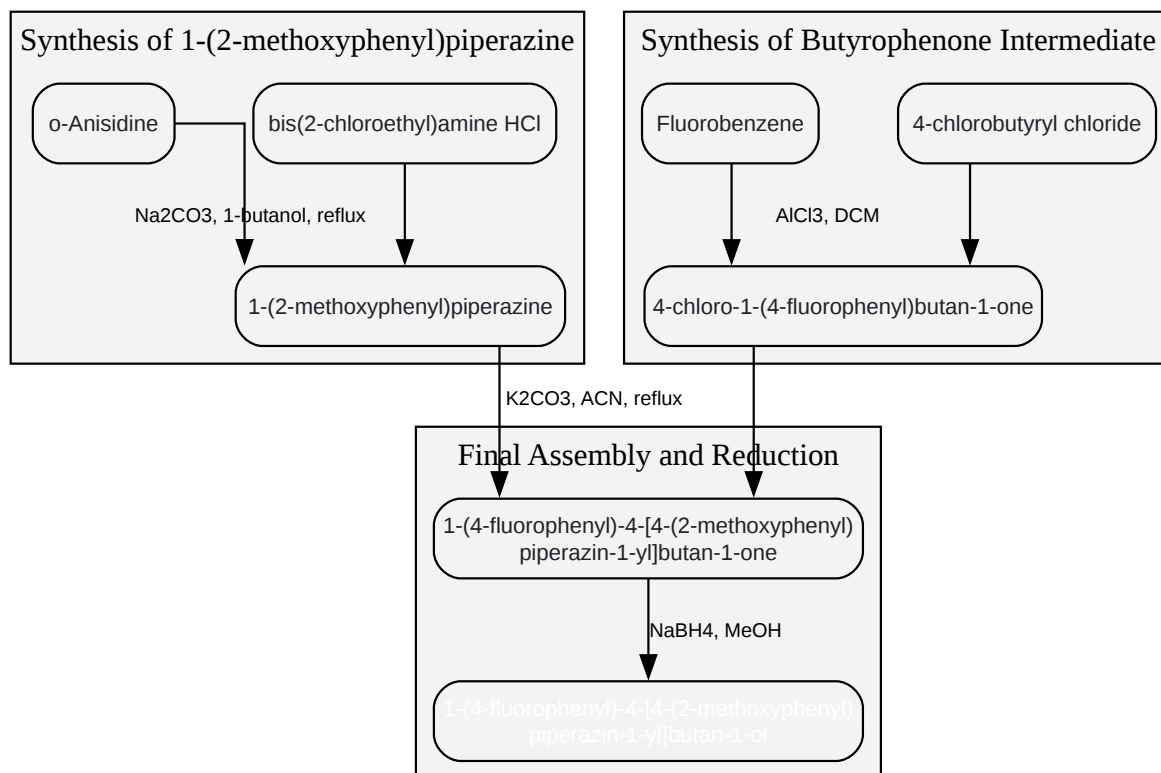 Synthesis of 1-(2-methoxyphenyl)piperazine
o-Anisidine
bis(2-chloroethyl)amine HCl
Na2CO3, 1-butanol, reflux
1-(2-methoxyphenyl)piperazine
Synthesis of Butyrophenone Intermediate
Fluorobenzene
4-chlorobutyryl chloride
AlCl3, DCM
4-chloro-1-(4-fluorophenyl)butan-1-one
K2CO3, ACN, reflux
Final Assembly and Reduction
1-(4-fluorophenyl)-4-[4-(2-methoxyphenyl)
piperazin-1-yl]butan-1-one
NaBH4, MeOH
1-(4-fluorophenyl)-4-[4-(2-methoxyphenyl)
piperazin-1-yl]butan-1-ol